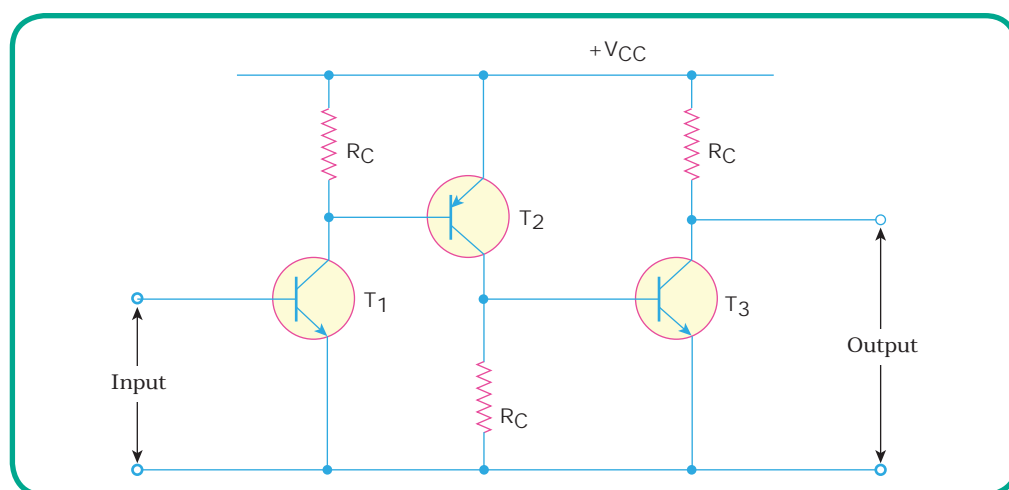 +VCC
RC
RC
T2
T1
T3
Output
Input
RC